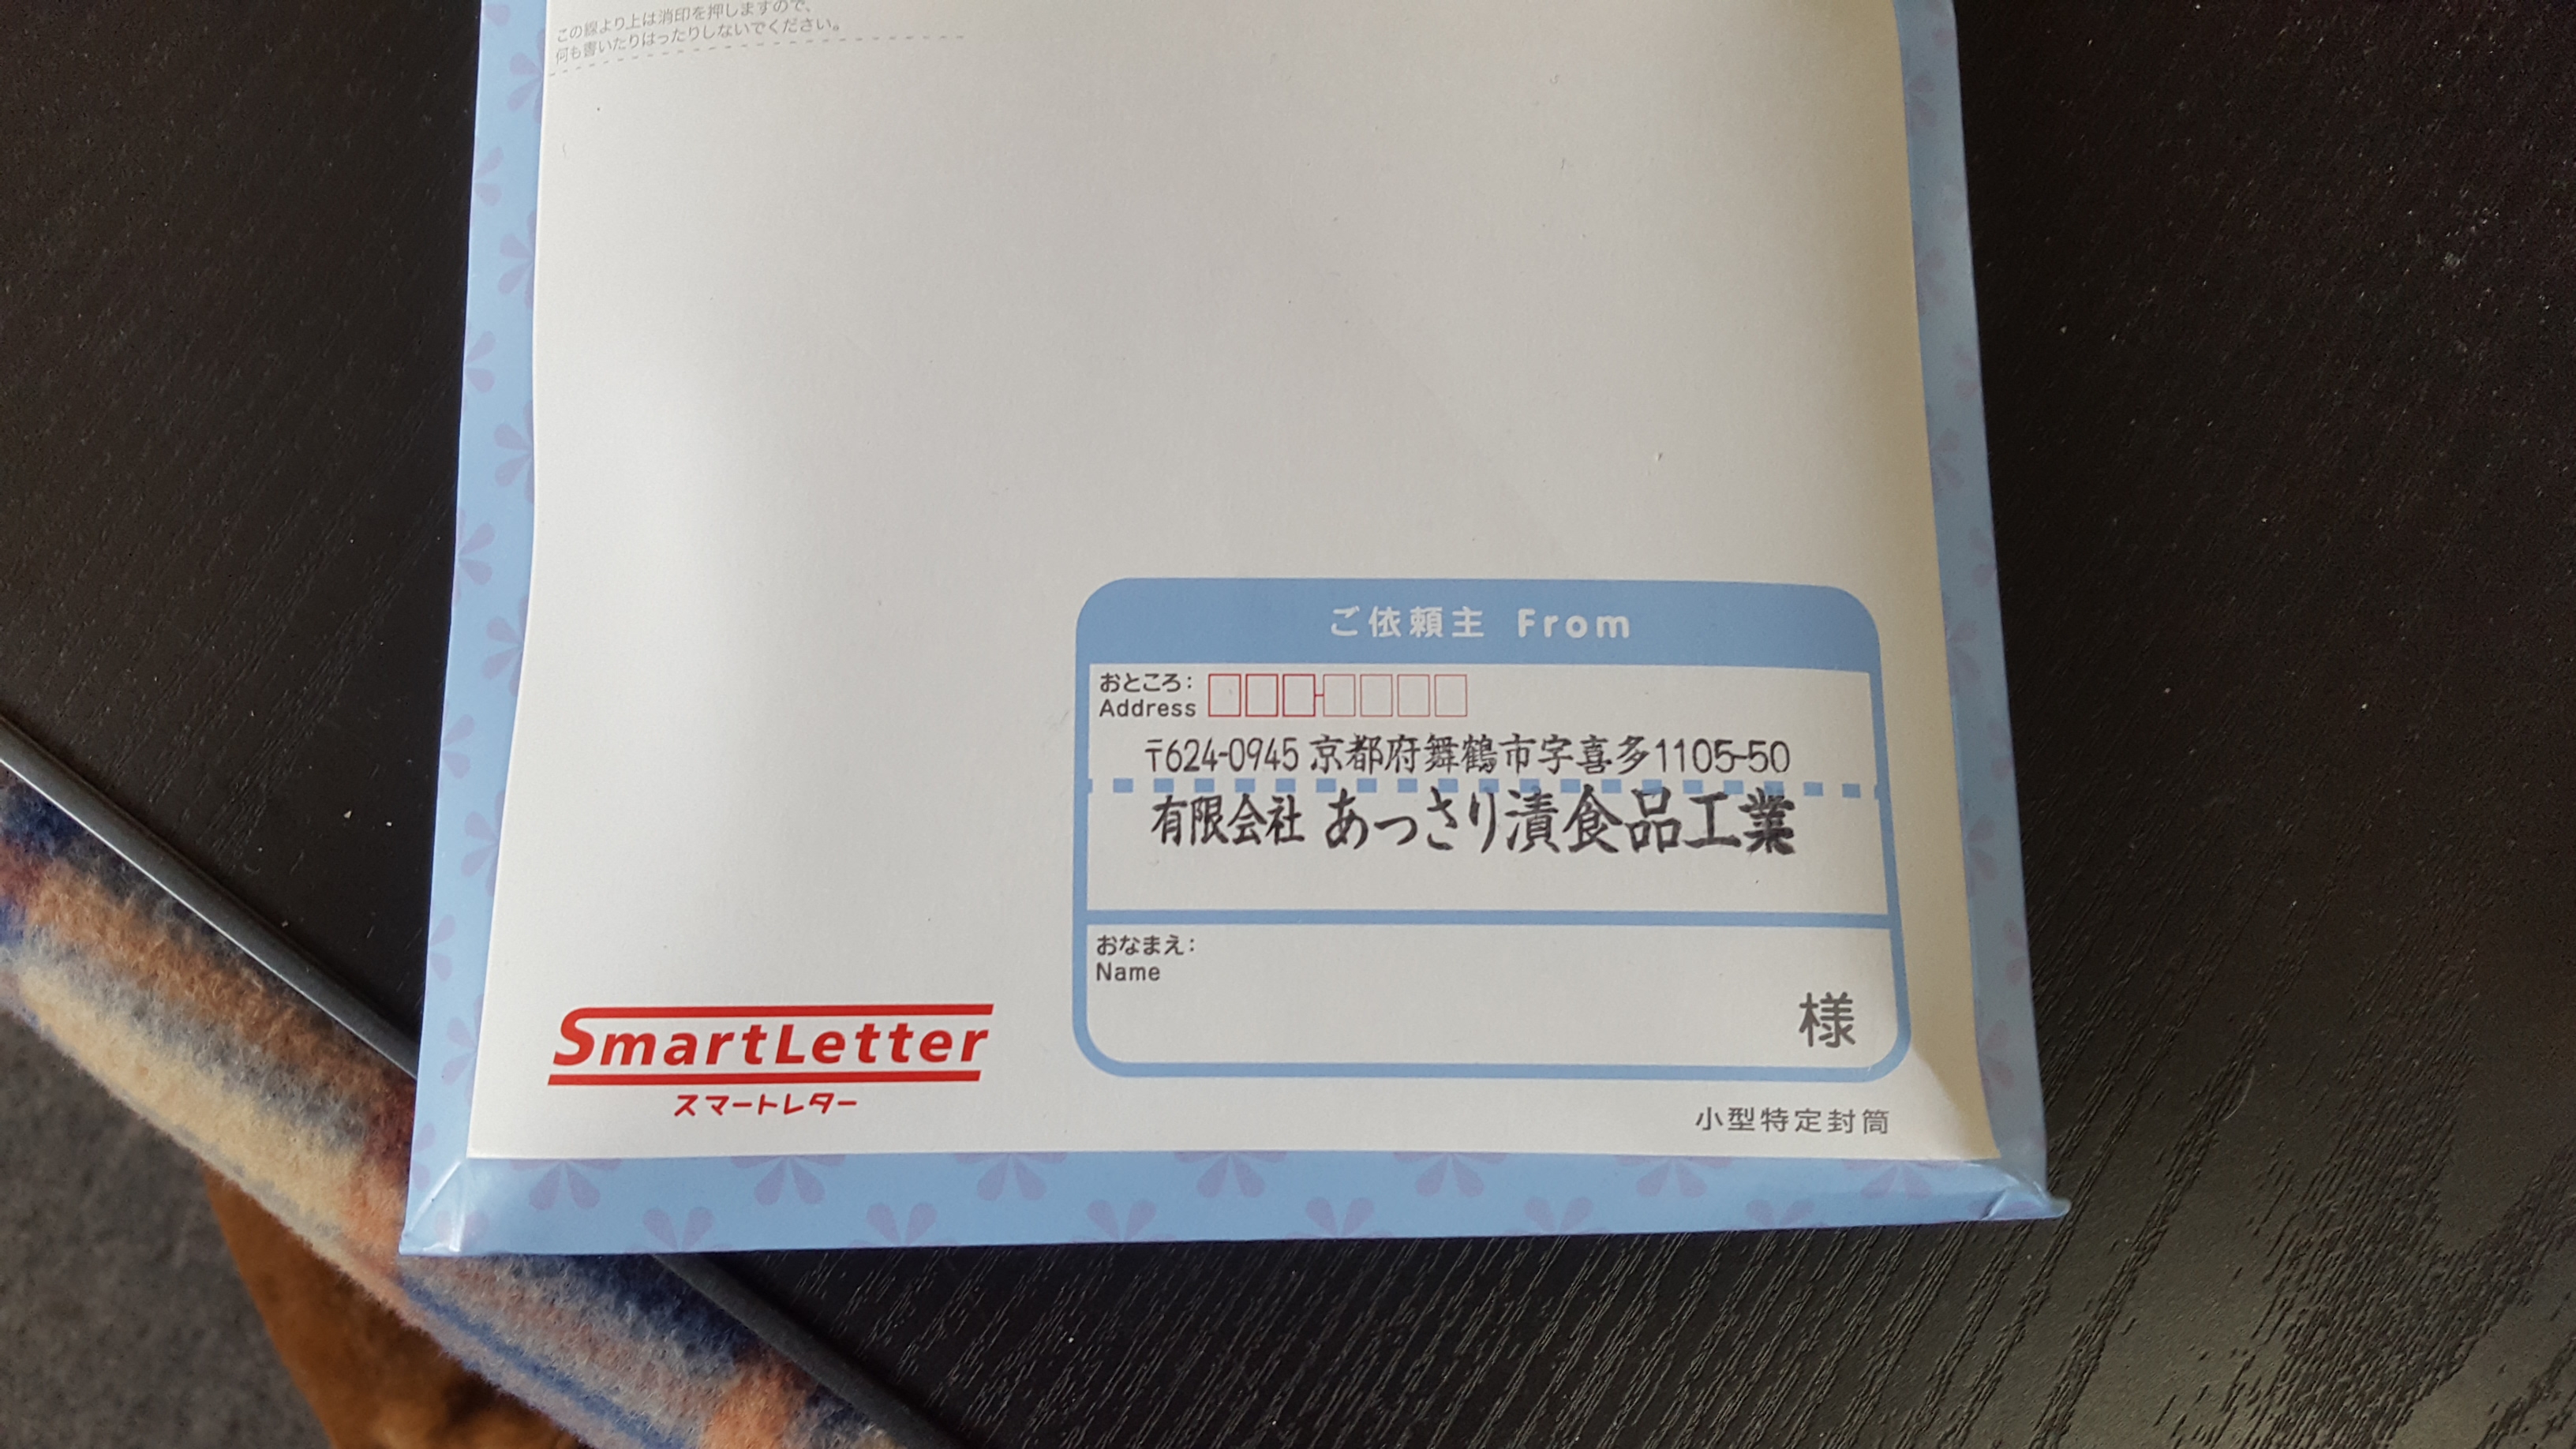 この線より上は消印を押しますので、
何も書いたりはったりしないでください。
ご依頼主 From
おところ:
Address
〒624-0945 京都府舞鶴市字喜多1105-50
有限会社 あっさり漬食品工業
おなまえ:
Name
様
SmartLetter
スマートレター
小型特定封筒